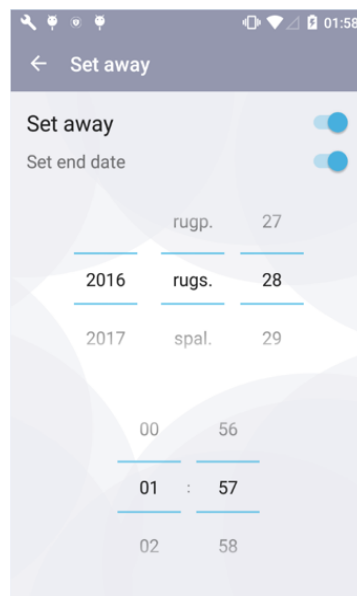 01:58
Set away
Set away
Set end date
rugp. 27
2016 rugs. 28
2017 spal. 29
00 56
01 : 57
02 58